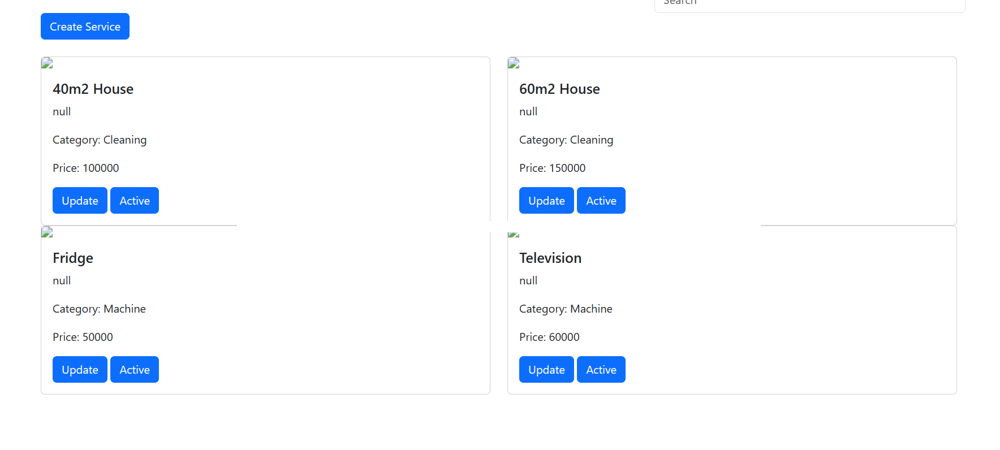 Search
Create Service
40m2 House
null
Category: Cleaning
Price: 100000
Update Active
60m2 House
null
Category: Cleaning
Price: 150000
Update Active
Fridge
null
Category: Machine
Price: 50000
Update Active
Television
null
Category: Machine
Price: 60000
Update Active